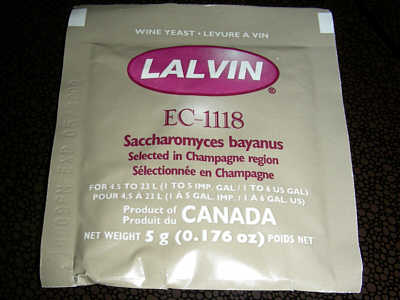 WINE YEAST • LEVURE A VIN
LALVIN®
EC-1118
Saccharomyces bayanus
Selected in Champagne region
Sélectionnée en Champagne
FOR 4,5 TO 23 L (1 TO 5 IMP. GAL / 1 TO 6 US GAL)
POUR 4,5 À 23 L (1 À 5 GAL. IMP. / 1 À 6 GAL. US)
Product of
Produit du CANADA
NET WEIGHT 5 g (0.176 oz) POIDS NET
EXP